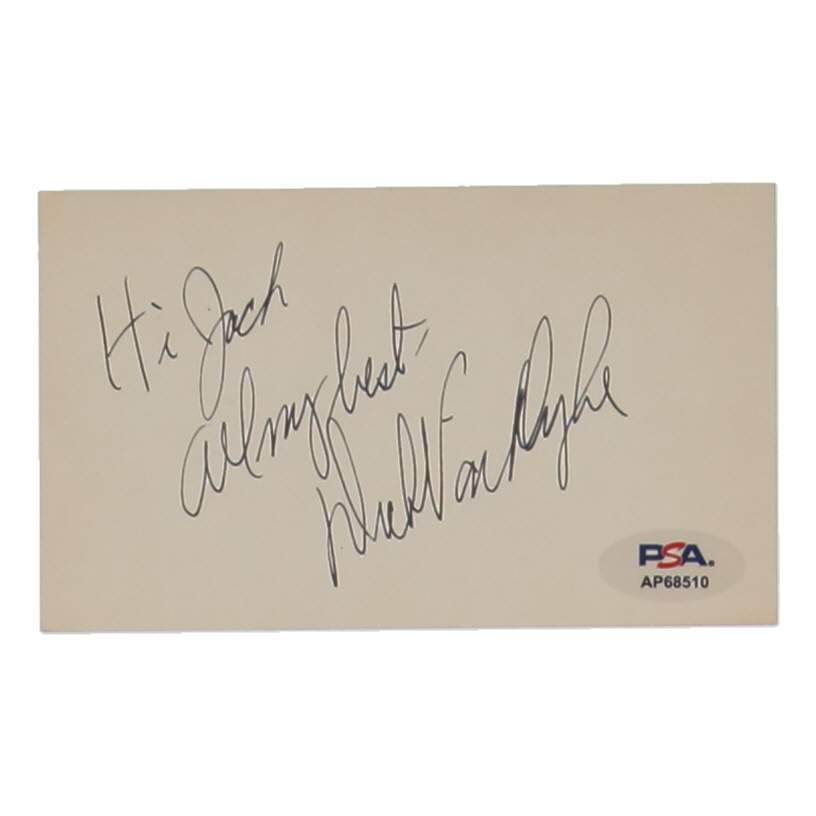 Hi Jack
All my best -
Dick Van Dyke
PSA.
AP68510